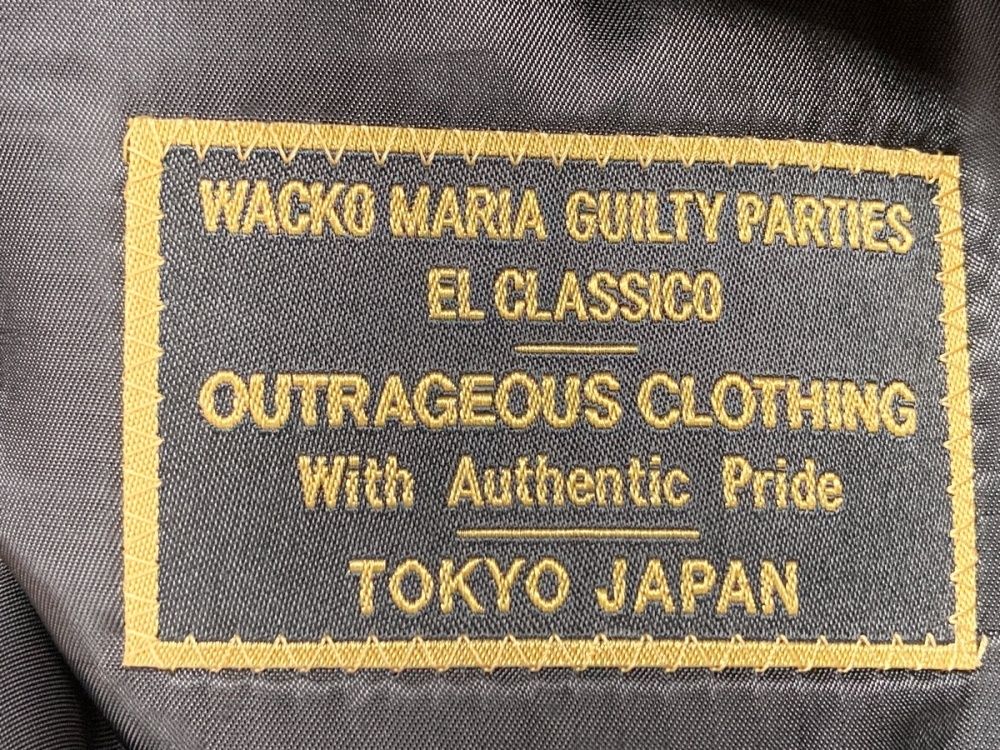 WACKO MARIA GUILTY PARTIES
EL CLASSICO
OUTRAGEOUS CLOTHING
With Authentic Pride
TOKYO JAPAN